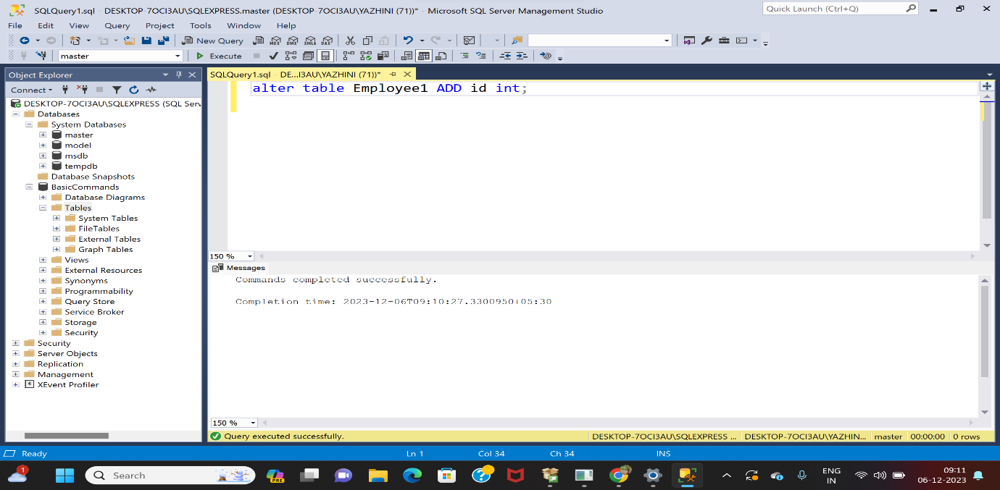 SQLQuery1.sql - DESKTOP-7OCI3AU\SQLEXPRESS.master (DESKTOP-7OCI3AU\YAZHINI (71))* - Microsoft SQL Server Management Studio
Quick Launch (Ctrl+Q)
File Edit View Query Project Tools Window Help
New Query MDX DMX XMLA DAX
master Execute
Object Explorer
SQLQuery1.sql - DE...I3AU\YAZHINI (71))*
Connect
alter table Employee1 ADD id int;
DESKTOP-7OCI3AU\SQLEXPRESS (SQL Serv
Databases
System Databases
master
model
msdb
tempdb
Database Snapshots
BasicCommands
Database Diagrams
Tables
System Tables
FileTables
External Tables
Graph Tables
Views
External Resources
Synonyms
Programmability
Query Store
Service Broker
Storage
Security
Security
Server Objects
Replication
Management
XEvent Profiler
150 %
Messages
Commands completed successfully.
Completion time: 2023-12-06T09:10:27.3300950+05:30
150 %
Query executed successfully.
DESKTOP-7OCI3AU\SQLEXPRESS ... DESKTOP-7OCI3AU\YAZHIN... master 00:00:00 0 rows
Ready Ln 1 Col 34 Ch 34 INS
1
Search
PRE
ENG
IN
09:11
06-12-2023